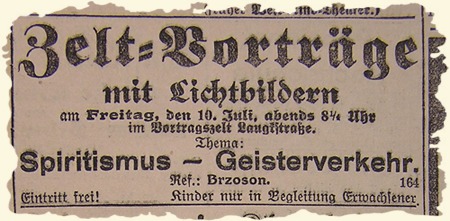 Zelt-Vorträge
mit Lichtbildern
am Freitag, den 10. Juli, abends 8¼ Uhr
im Vortragszelt Langstraße.
Thema:
Spiritismus – Geisterverkehr.
Ref.: Brzoson. 164
Eintritt frei! Kinder nur in Begleitung Erwachsener.